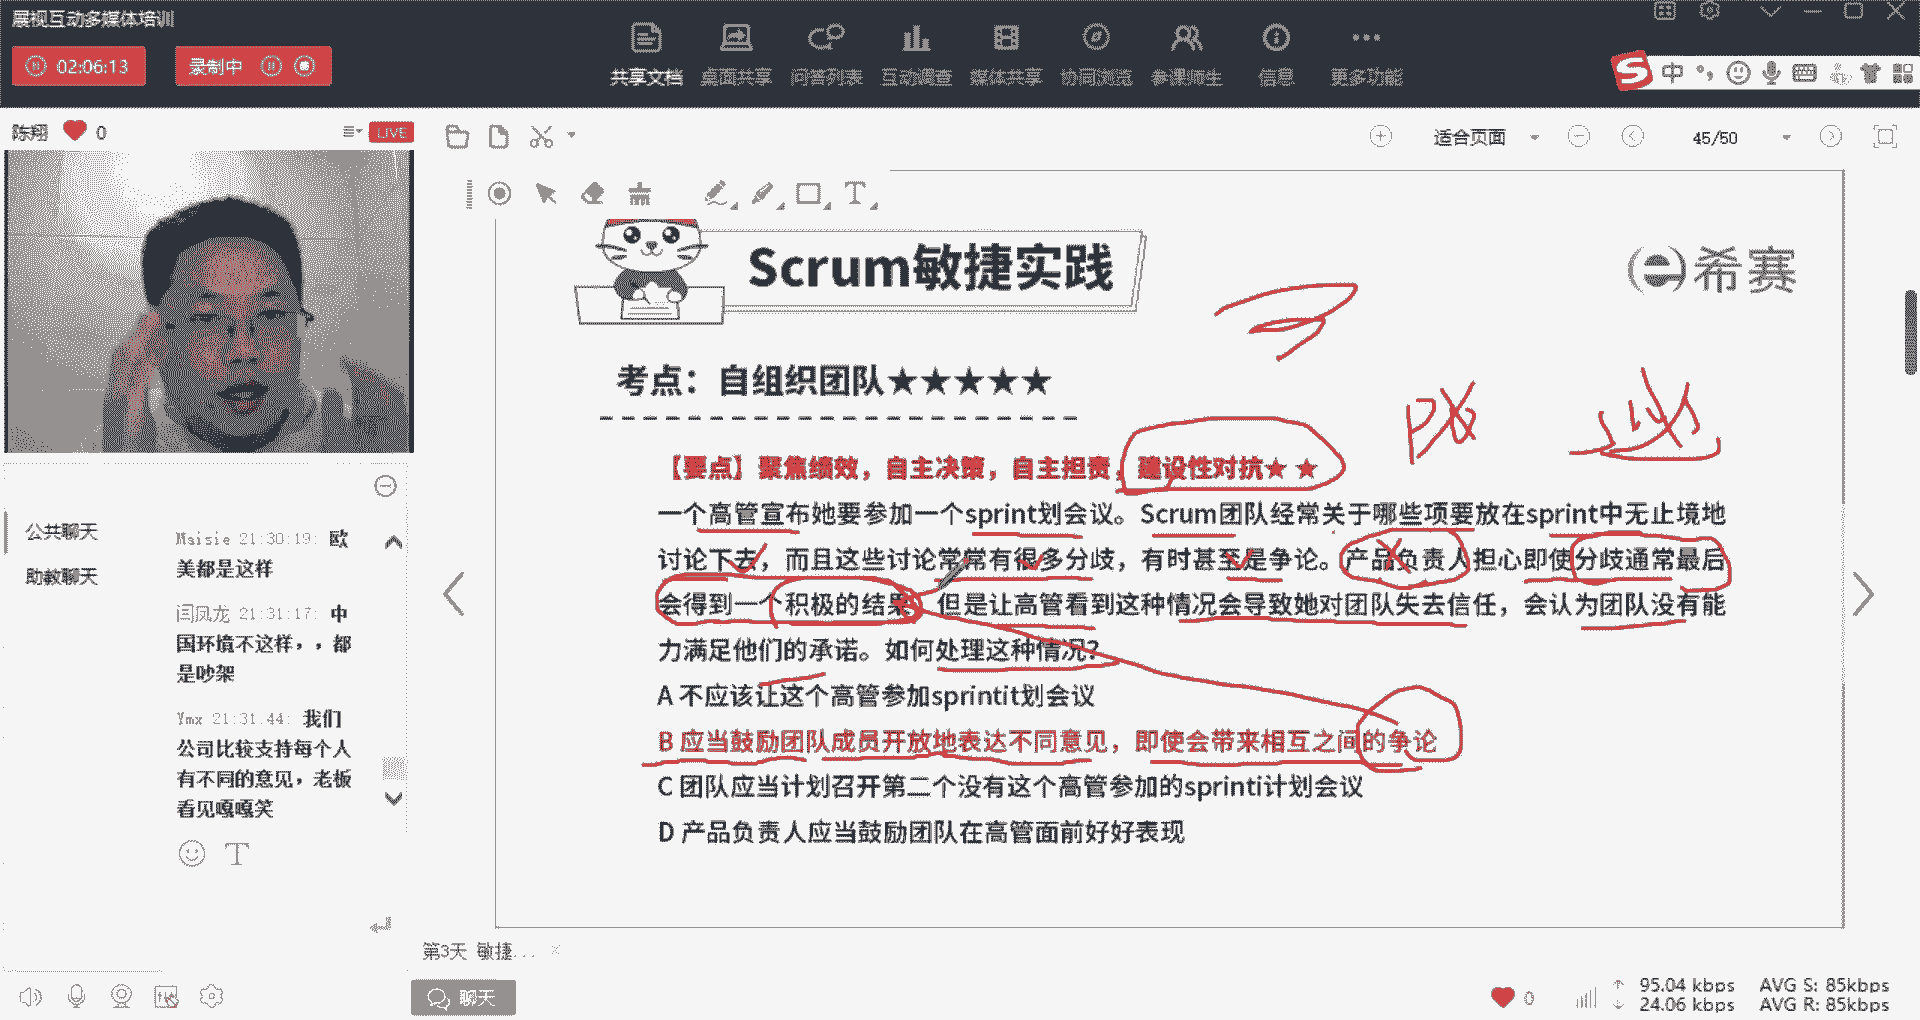 展视互动多媒体培训
02:06:13
录制中
共享文档 桌面共享 问答列表 互动调查 媒体共享 协同浏览 参课师生 信息 更多功能
中
陈翔 0
LIVE
适合页面
45/50
Scrum敏捷实践
希赛
考点：自组织团队★★★★★
【要点】聚焦绩效，自主决策，自主担责，建设性对抗★ ★
一个高管宣布她要参加一个sprint划会议。Scrum团队经常关于哪些项要放在sprint中无止境地
讨论下去，而且这些讨论常常有很多分歧，有时甚至是争论。产品负责人担心即使分歧通常最后
会得到一个积极的结果，但是让高管看到这种情况会导致她对团队失去信任，会认为团队没有能
力满足他们的承诺。如何处理这种情况？
A 不应该让这个高管参加sprintit划会议
B 应当鼓励团队成员开放地表达不同意见，即使会带来相互之间的争论
C 团队应当计划召开第二个没有这个高管参加的sprinti计划会议
D 产品负责人应当鼓励团队在高管面前好好表现
公共聊天
助教聊天
Maisie 21:30:19: 欧
美都是这样
闫凤龙 21:31:17: 中
国环境不这样，，都
是吵架
Ymx 21:31:44: 我们
公司比较支持每个人
有不同的意见，老板
看见嘎嘎笑
T
第3天 敏捷...
聊天
0
95.04 kbps AVG S: 85kbps
24.06 kbps AVG R: 85kbps